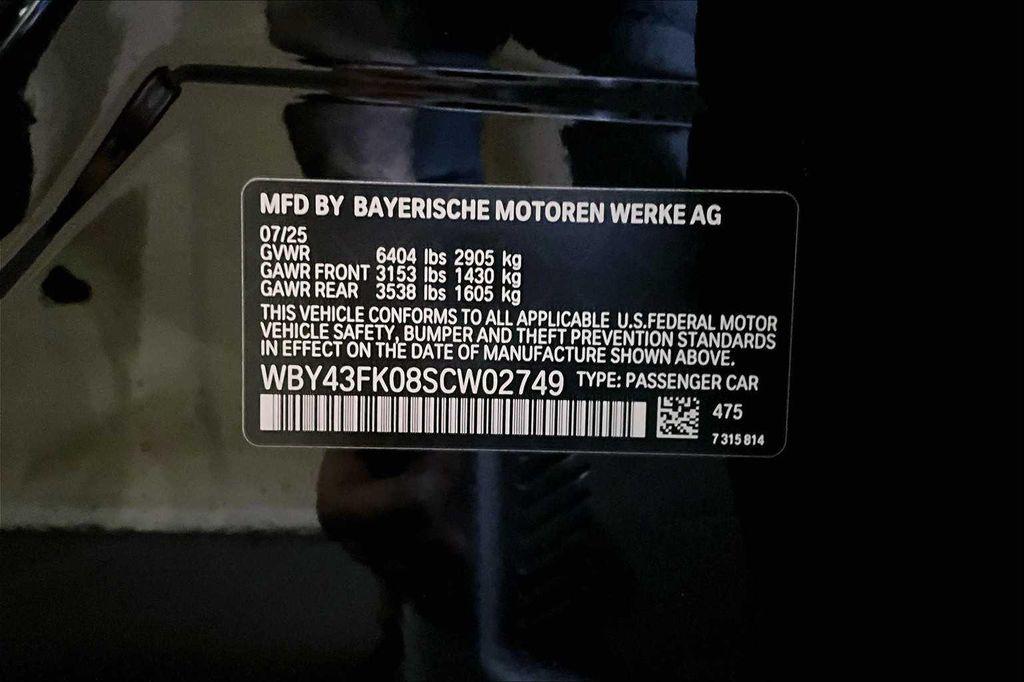 MFD BY BAYERISCHE MOTOREN WERKE AG
07/25
GVWR 6404 lbs 2905 kg
GAWR FRONT 3153 lbs 1430 kg
GAWR REAR 3538 lbs 1605 kg
THIS VEHICLE CONFORMS TO ALL APPLICABLE U.S.FEDERAL MOTOR
VEHICLE SAFETY, BUMPER AND THEFT PREVENTION STANDARDS
IN EFFECT ON THE DATE OF MANUFACTURE SHOWN ABOVE.
WBY43FK08SCW02749 TYPE: PASSENGER CAR
475
7 315 814